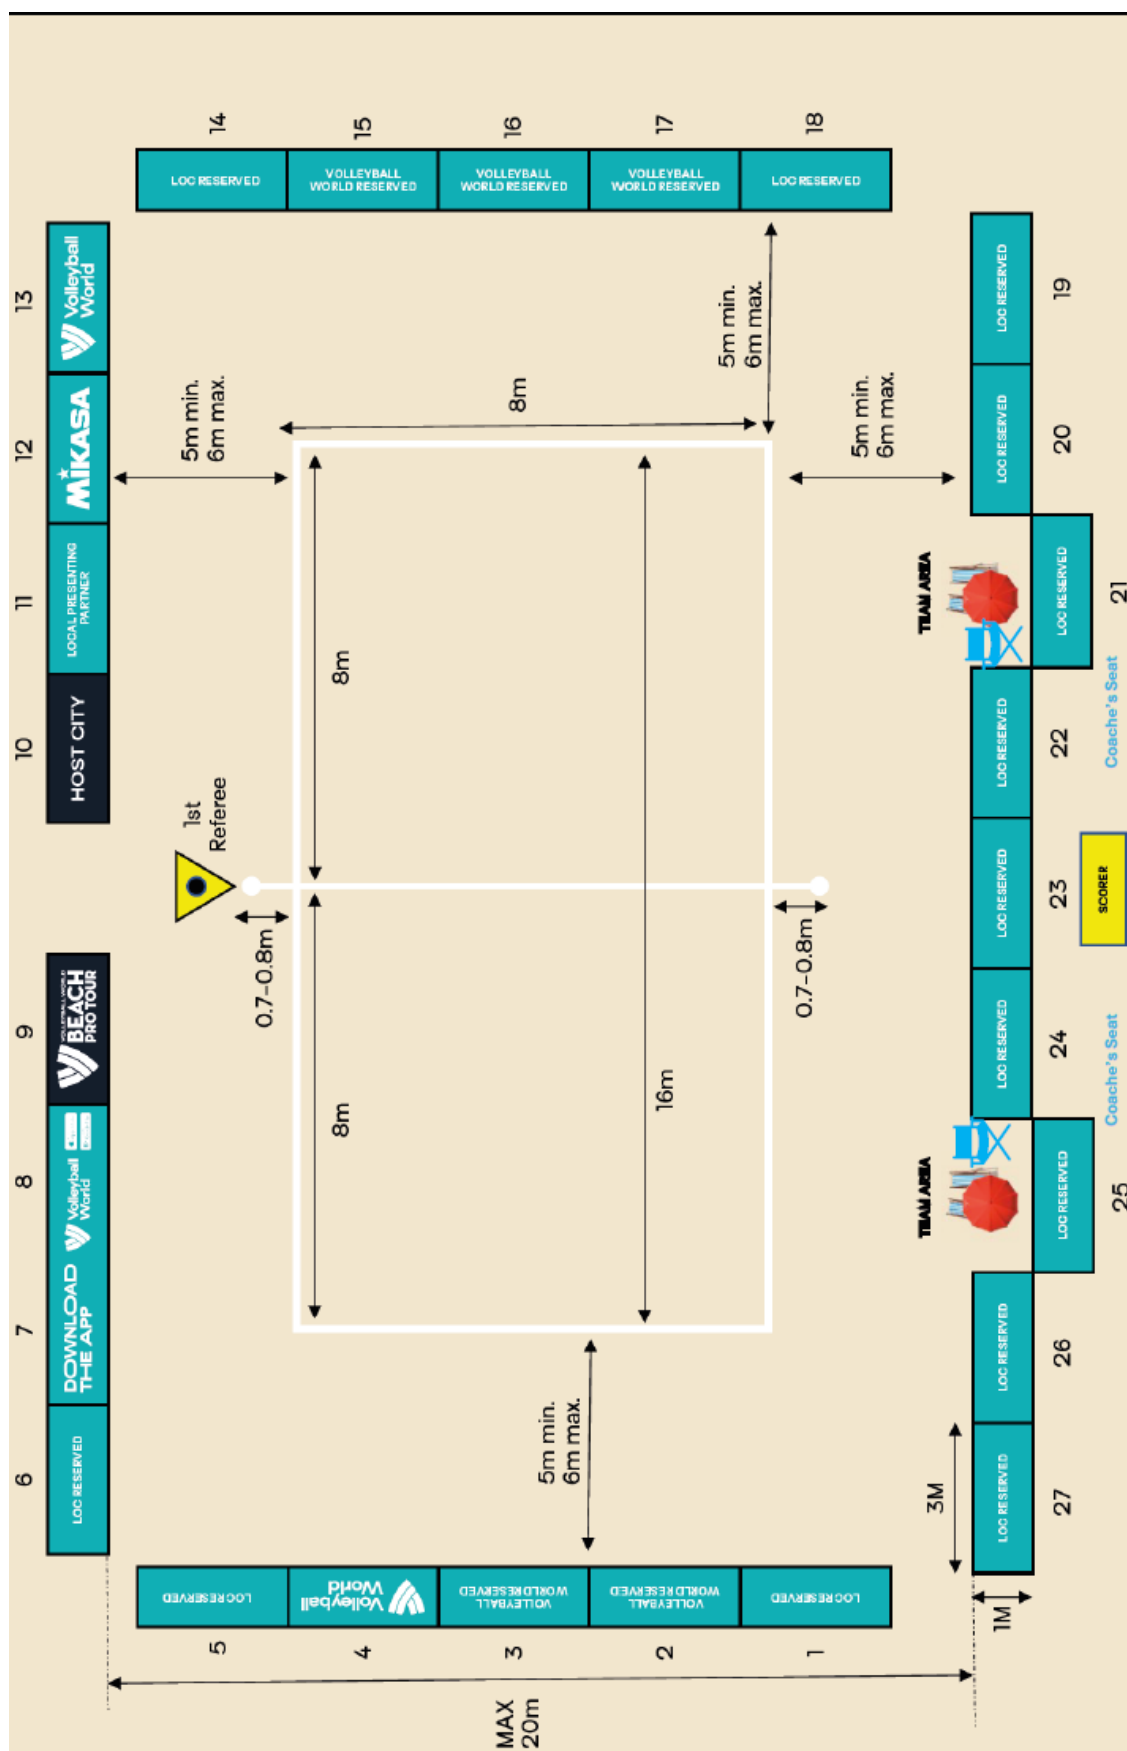 14
15
16
17
18
LOC RESERVED
VOLLEYBALL
WORLD RESERVED
VOLLEYBALL
WORLD RESERVED
VOLLEYBALL
WORLD RESERVED
LOC RESERVED
13
Volleyball
World
12
MIKASA
11
LOCAL PRESENTING
PARTNER
10
HOST CITY
9
VOLLEYBALL WORLD
BEACH
PRO TOUR
8
Volleyball
World
7
DOWNLOAD
THE APP
6
LOC RESERVED
5m min.
6m max.
8m
5m min.
6m max.
5m min.
6m max.
8m
1st
Referee
0.7-0.8m
0.7-0.8m
8m
16m
5m min.
6m max.
19
LOC RESERVED
20
LOC RESERVED
TEAM AREA
21
LOC RESERVED
Coache's Seat
22
LOC RESERVED
SCORER
23
LOC RESERVED
24
LOC RESERVED
Coache's Seat
TEAM AREA
25
LOC RESERVED
26
LOC RESERVED
27
LOC RESERVED
3M
1M
5
LOC RESERVED
4
Volleyball
World
3
VOLLEYBALL
WORLD RESERVED
2
VOLLEYBALL
WORLD RESERVED
1
LOC RESERVED
MAX
20m